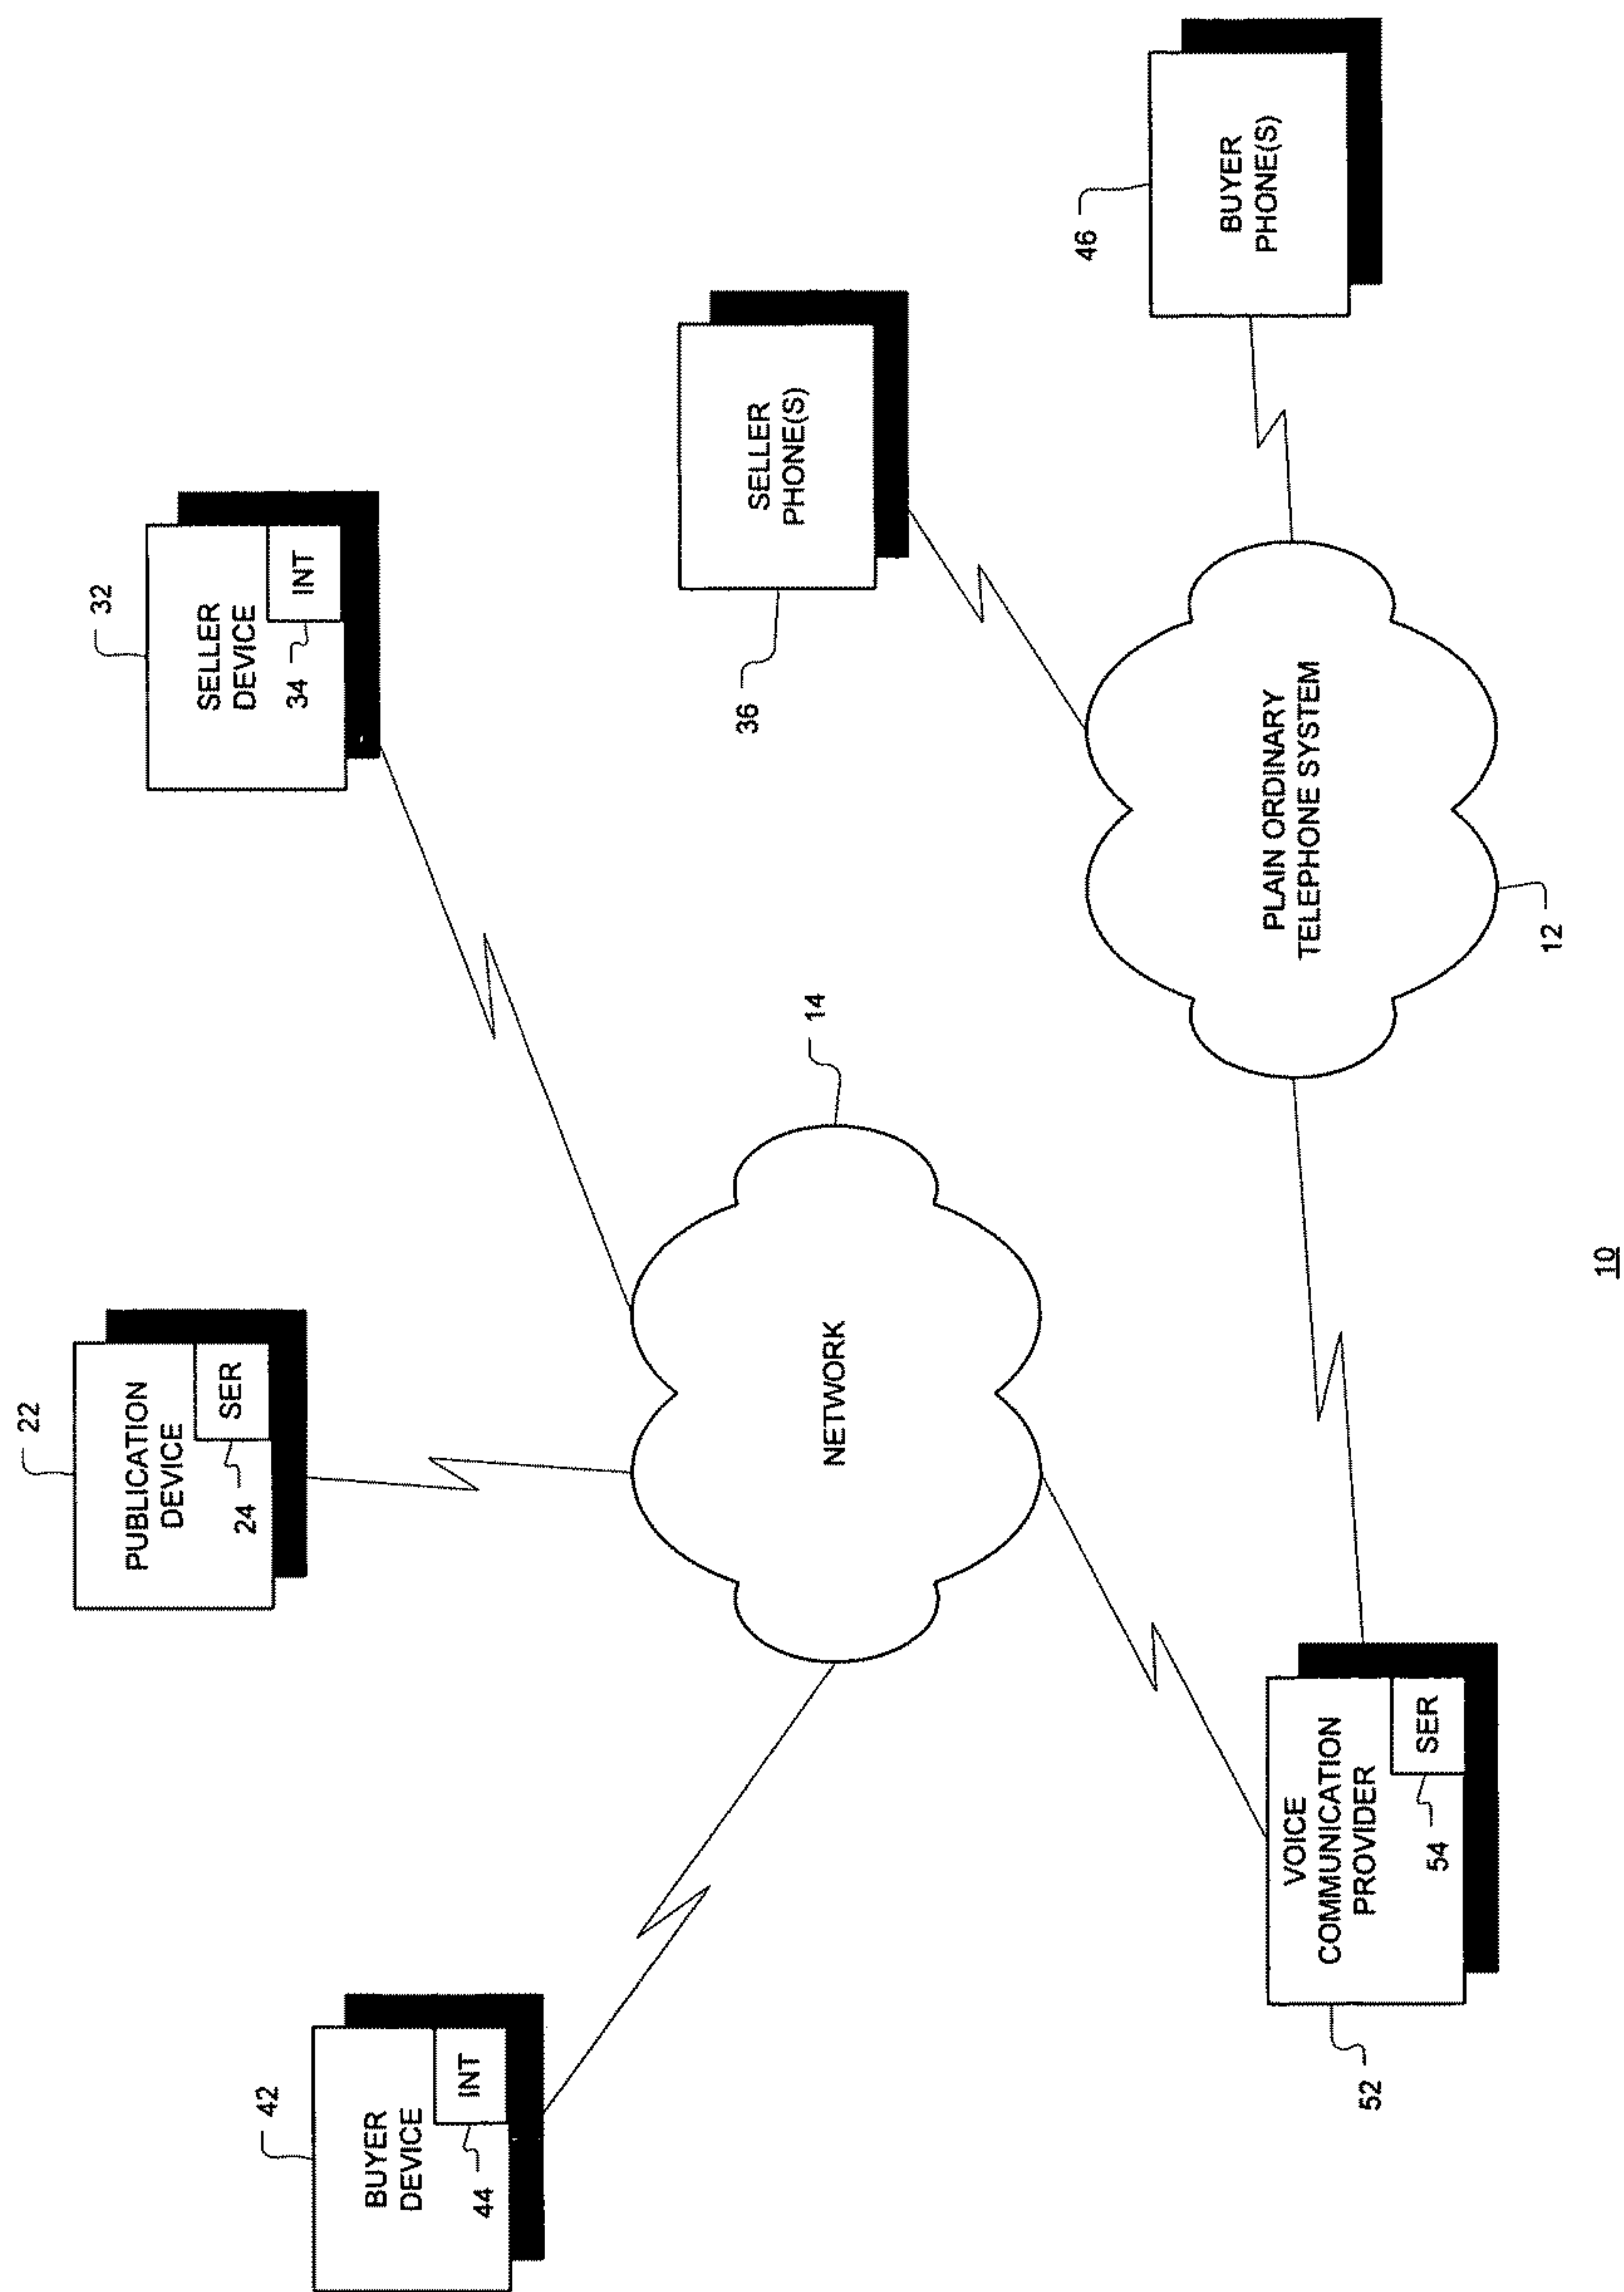 22
PUBLICATION
DEVICE
SER
24
32
SELLER
DEVICE
INT
34
42
BUYER
DEVICE
INT
44
14
NETWORK
36
SELLER
PHONE(S)
46
BUYER
PHONE(S)
PLAIN ORDINARY
TELEPHONE SYSTEM
12
VOICE
COMMUNICATION
PROVIDER
SER
54
52
10